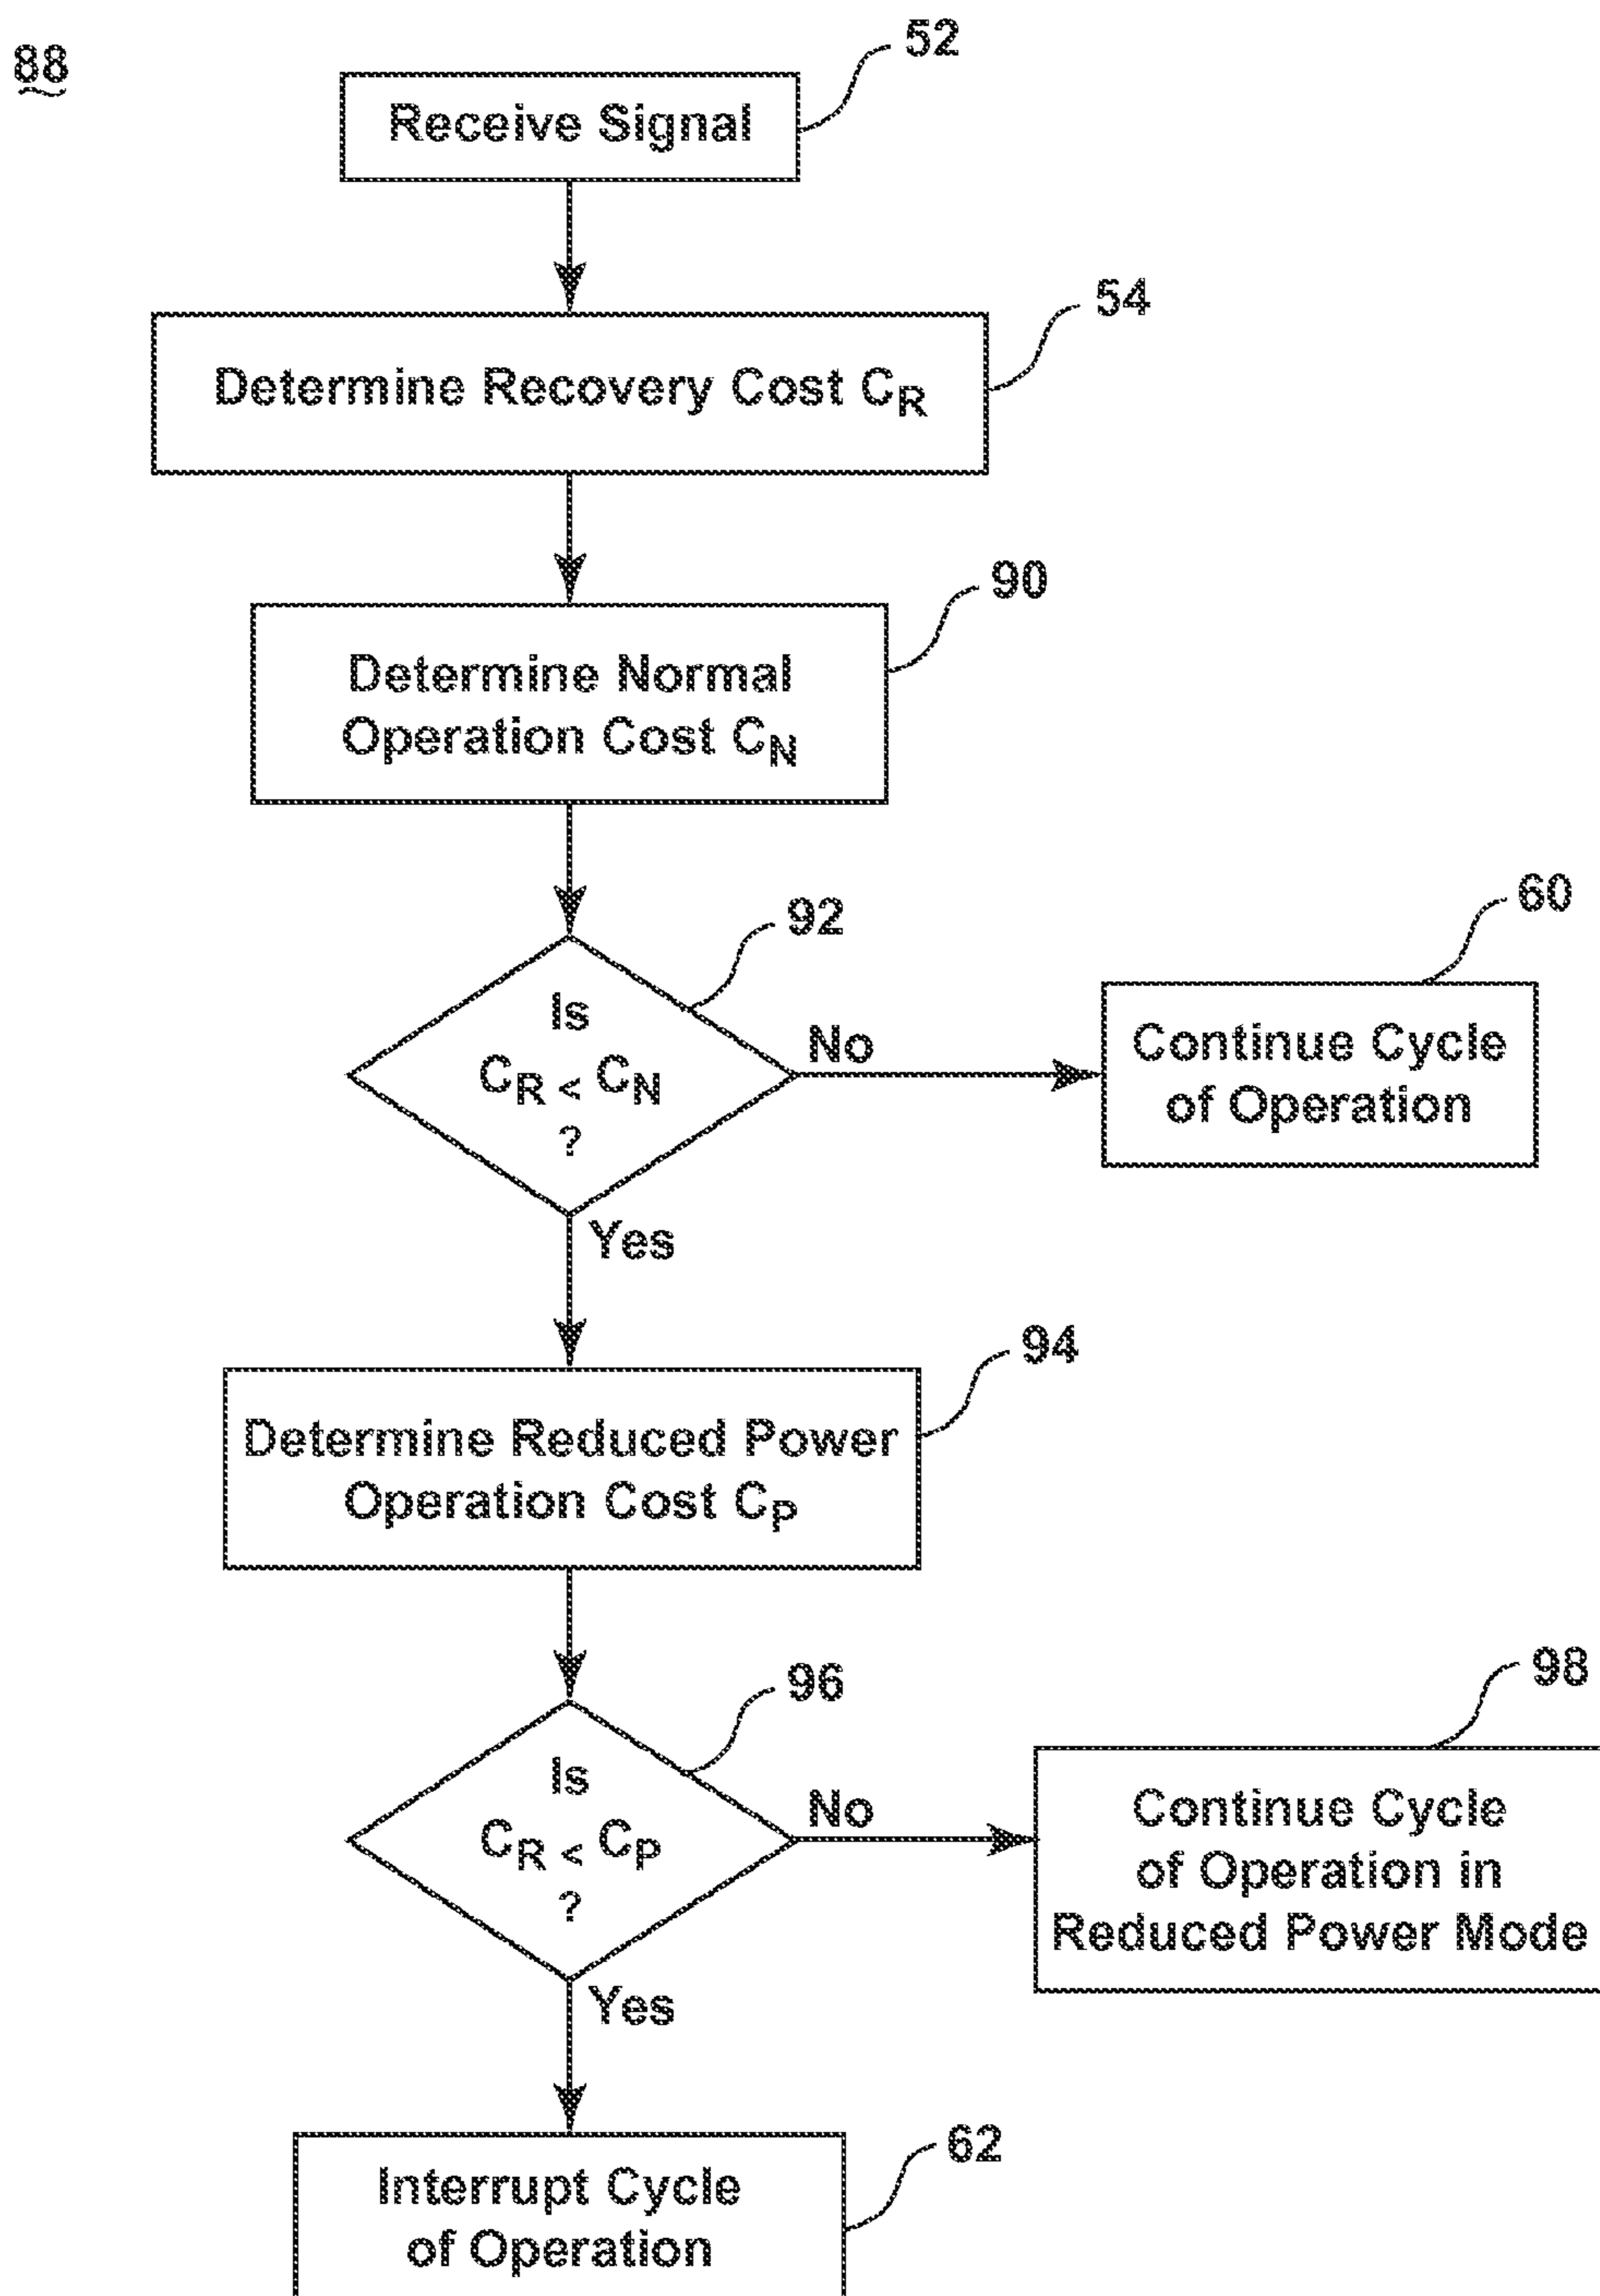 88
52
Receive Signal
54
Determine Recovery Cost CR
90
Determine Normal
Operation Cost CN
92
60
Is
CR < CN
?
No
Continue Cycle
of Operation
Yes
94
Determine Reduced Power
Operation Cost CP
96
98
Is
CR < CP
?
No
Continue Cycle
of Operation in
Reduced Power Mode
Yes
62
Interrupt Cycle
of Operation